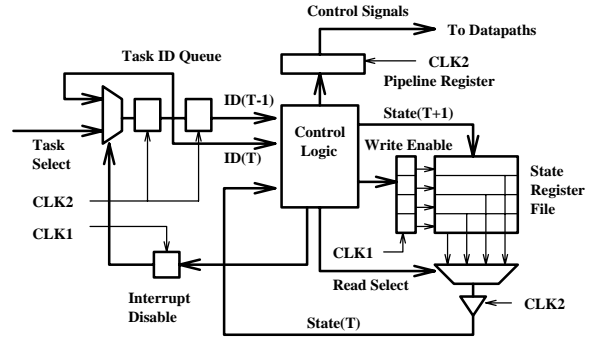 Control Signals
To Datapaths
Task ID Queue
CLK2
Pipeline Register
ID(T-1)
State(T+1)
Control
Logic
Write Enable
Task
Select
ID(T)
State
Register
File
CLK2
CLK1
CLK1
Read Select
Interrupt
Disable
CLK2
State(T)